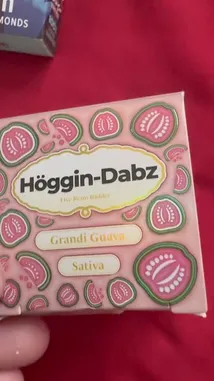 MONDS
Höggin-Dabz
Grandi Guava
Sativa